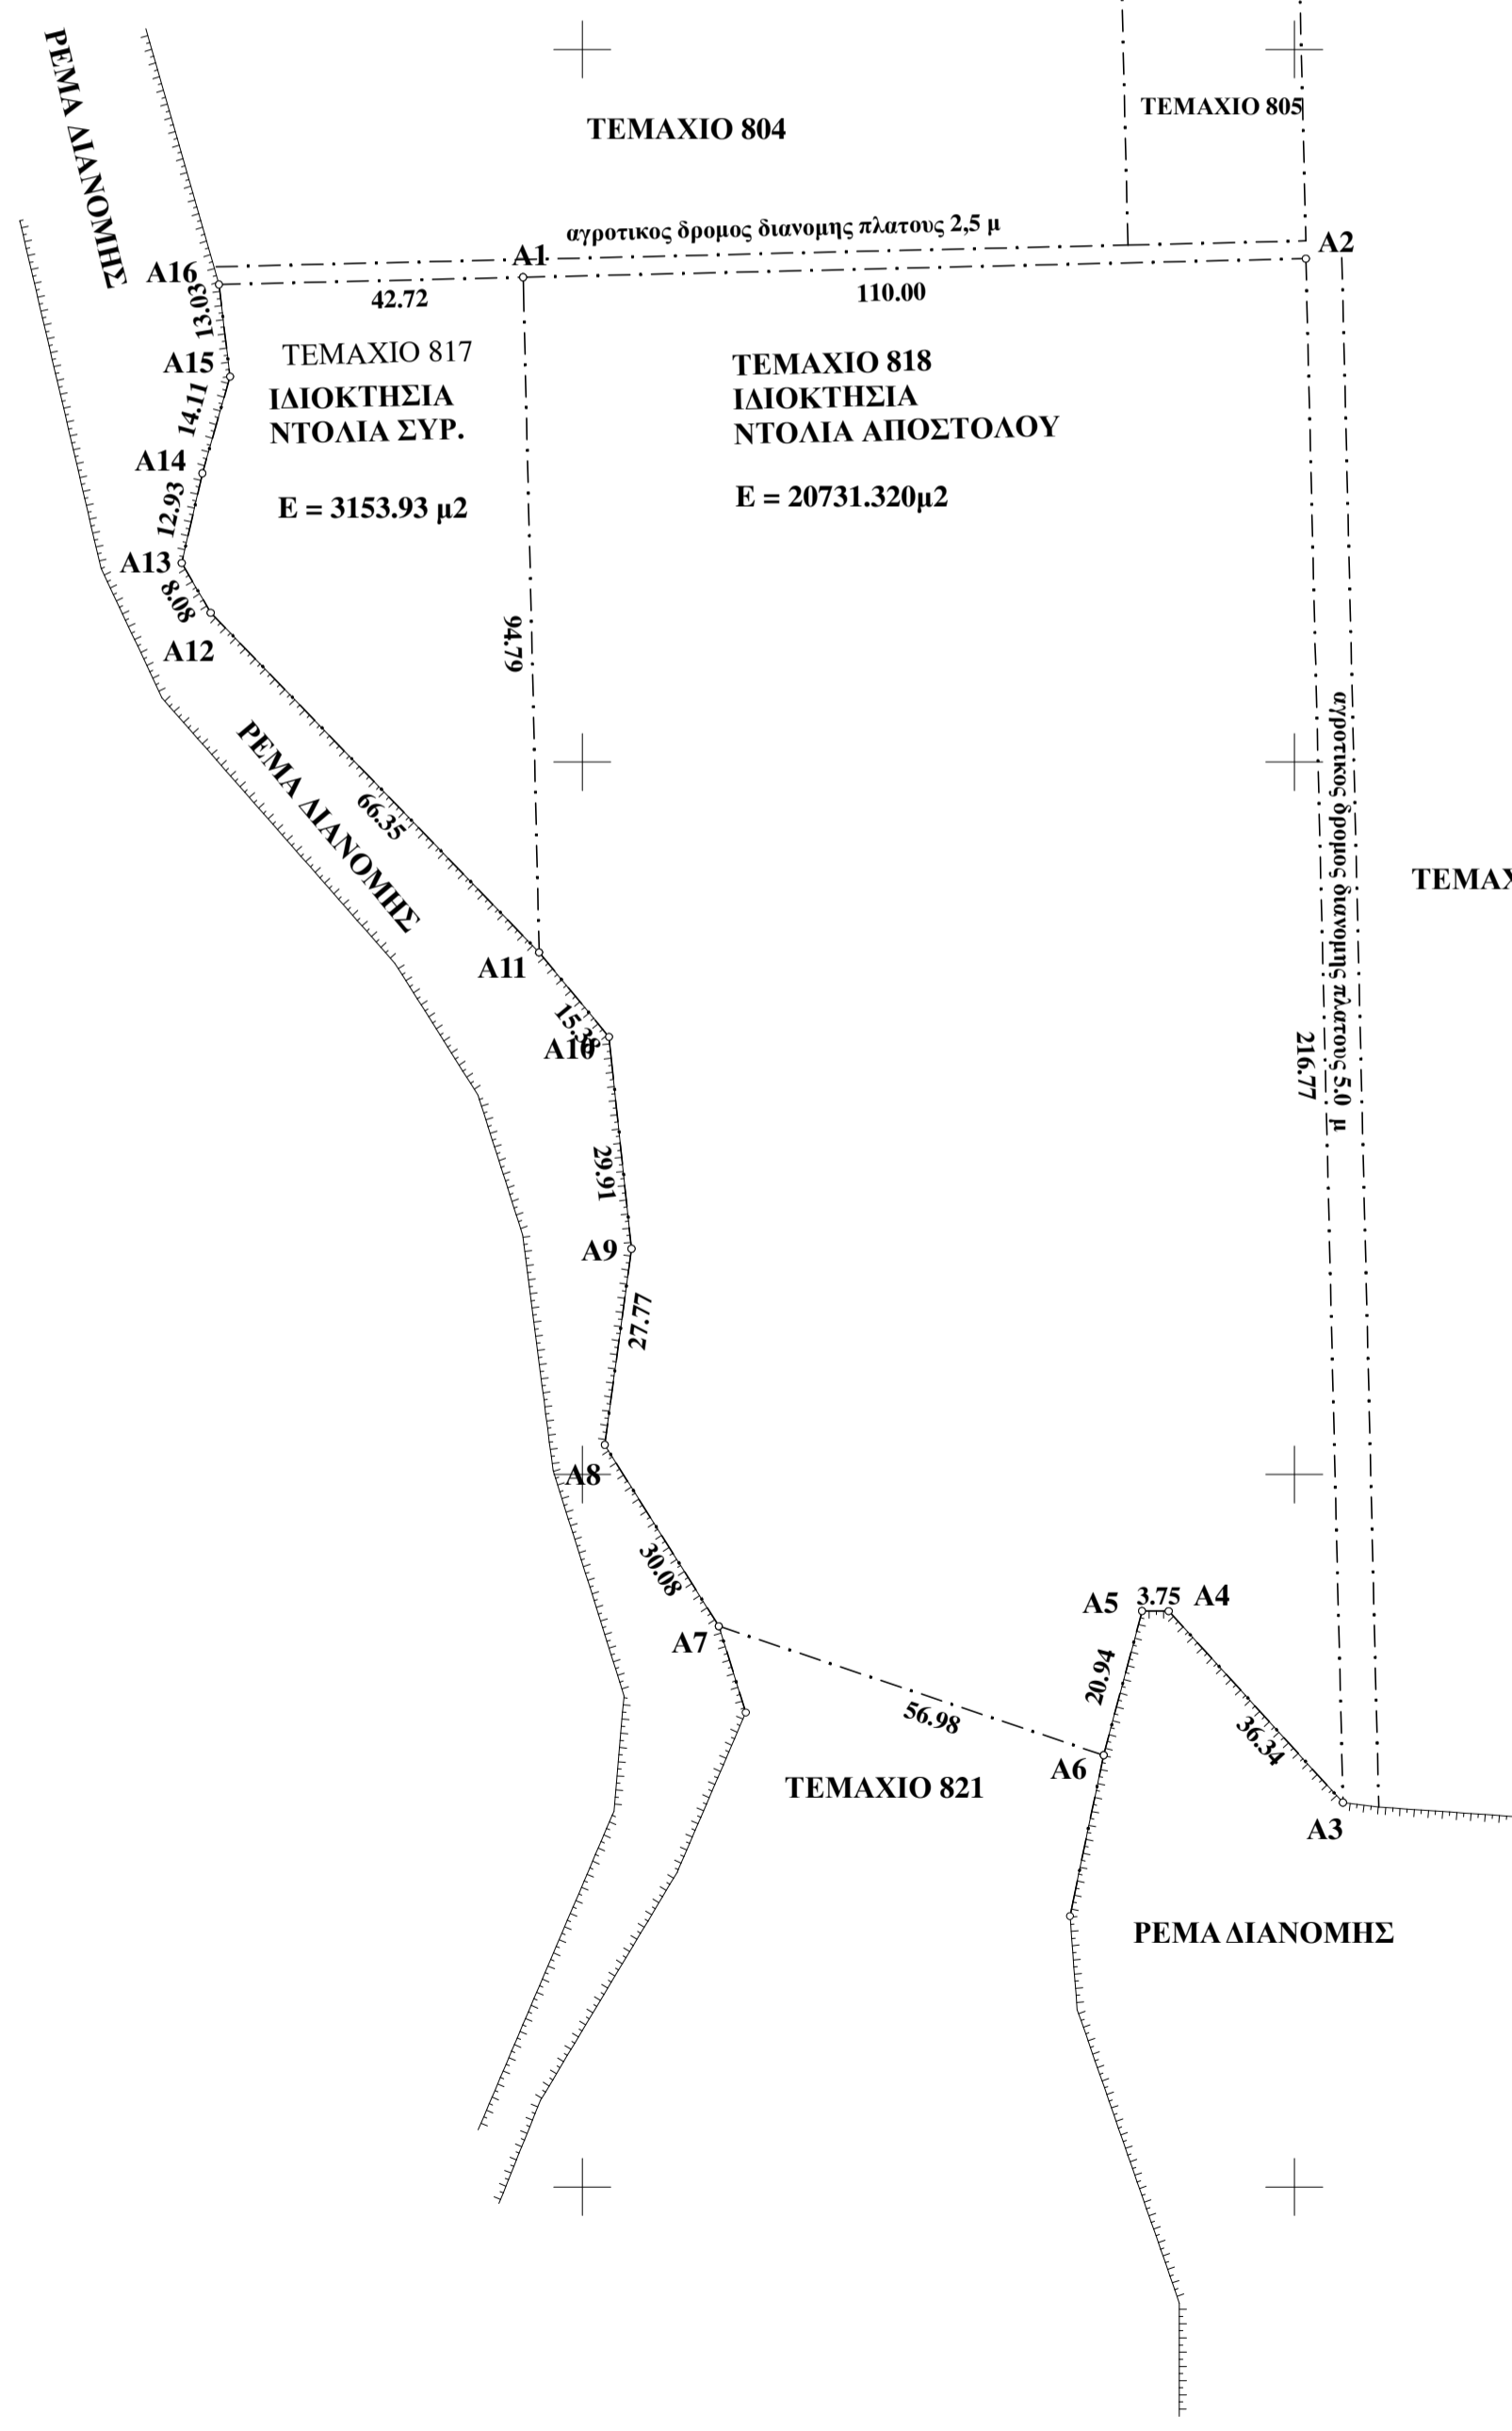 ΡΕΜΑ ΔΙΑΝΟΜΗΣ
ΤΕΜΑΧΙΟ 804
ΤΕΜΑΧΙΟ 805
αγροτικος δρομος διανομης πλατους 2,5 μ
A16
A1
A2
42.72
110.00
13.03
A15
14.11
A14
12.93
A13
8.08
A12
ΤΕΜΑΧΙΟ 817
ΙΔΙΟΚΤΗΣΙΑ
ΝΤΟΛΙΑ ΣΥΡ.
E = 3153.93 μ2
ΤΕΜΑΧΙΟ 818
ΙΔΙΟΚΤΗΣΙΑ
ΝΤΟΛΙΑ ΑΠΟΣΤΟΛΟΥ
E = 20731.320μ2
94.79
ΡΕΜΑ ΔΙΑΝΟΜΗΣ
66.35
αγροτικος δρομος διανομης πλατους 5.0 μ
216.77
ΤΕΜΑΧ
A11
15.38
A10
29.91
A9
27.77
A8
30.08
A7
56.98
A5
3.75
A4
20.94
A6
36.34
A3
ΤΕΜΑΧΙΟ 821
ΡΕΜΑ ΔΙΑΝΟΜΗΣ